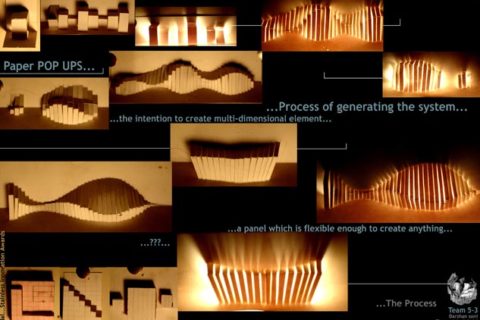 Paper POP UPS...
...Process of generating the system...
...the intention to create multi-dimensional element...
...a panel which is flexible enough to create anything...
...???...
...The Process
Team 5-3
Awards